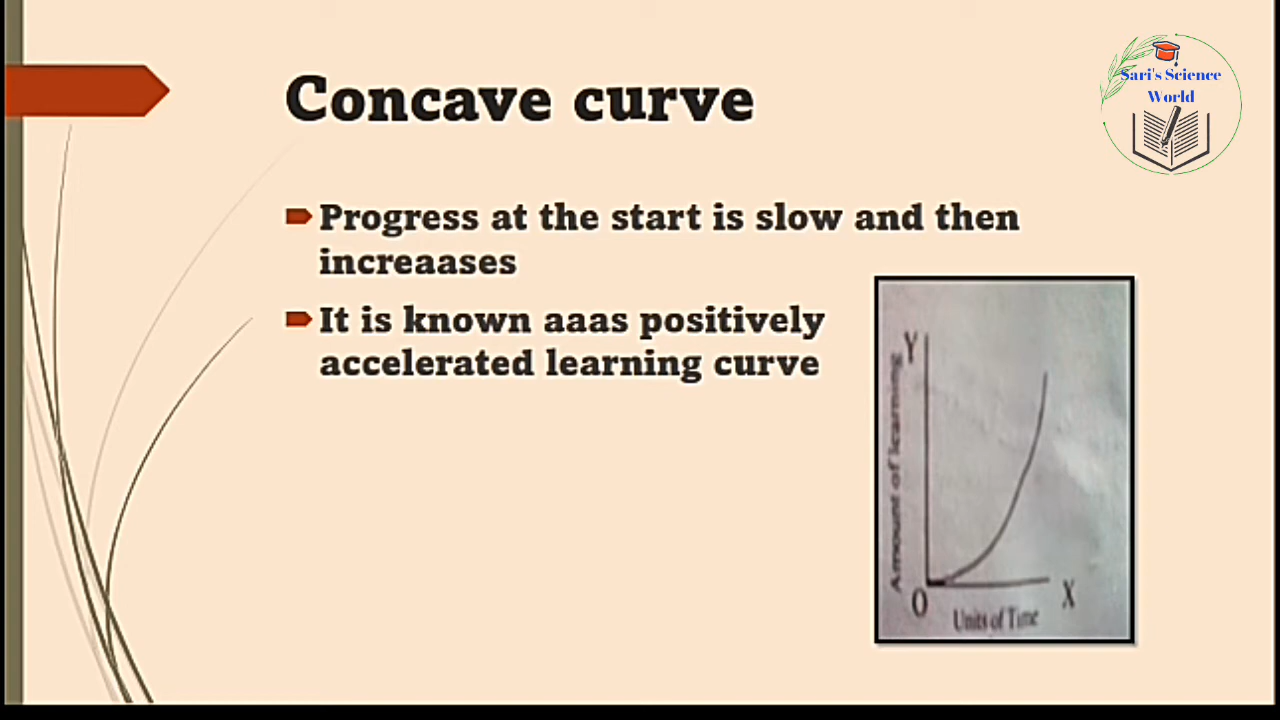 Concave curve
Sari's Science
World
Progress at the start is slow and then
increaases
It is known aaas positively
accelerated learning curve
Y
Amount of learning
O
X
Units of Time